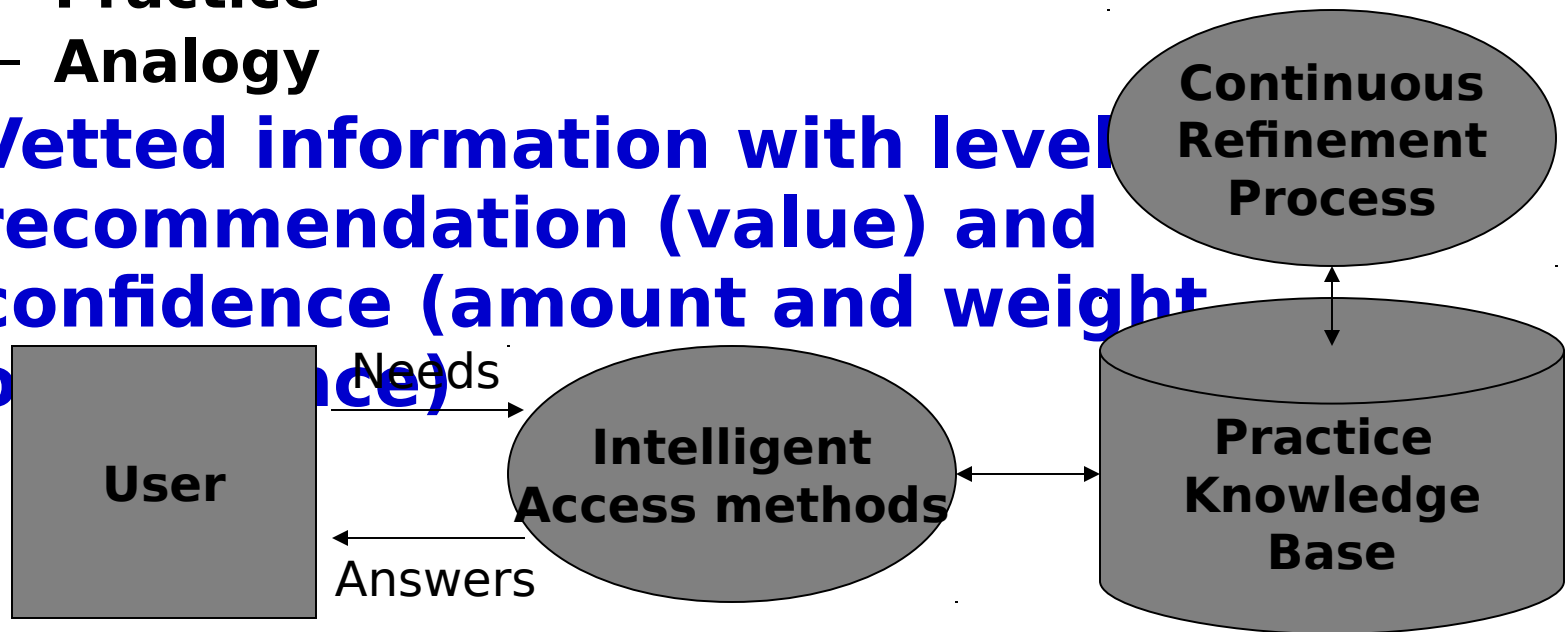 Practice
– Analogy
Vetted information with level
recommendation (value) and
confidence (amount and weight
Needs
User
Answers
Intelligent
Access methods
Continuous
Refinement
Process
Practice
Knowledge
Base